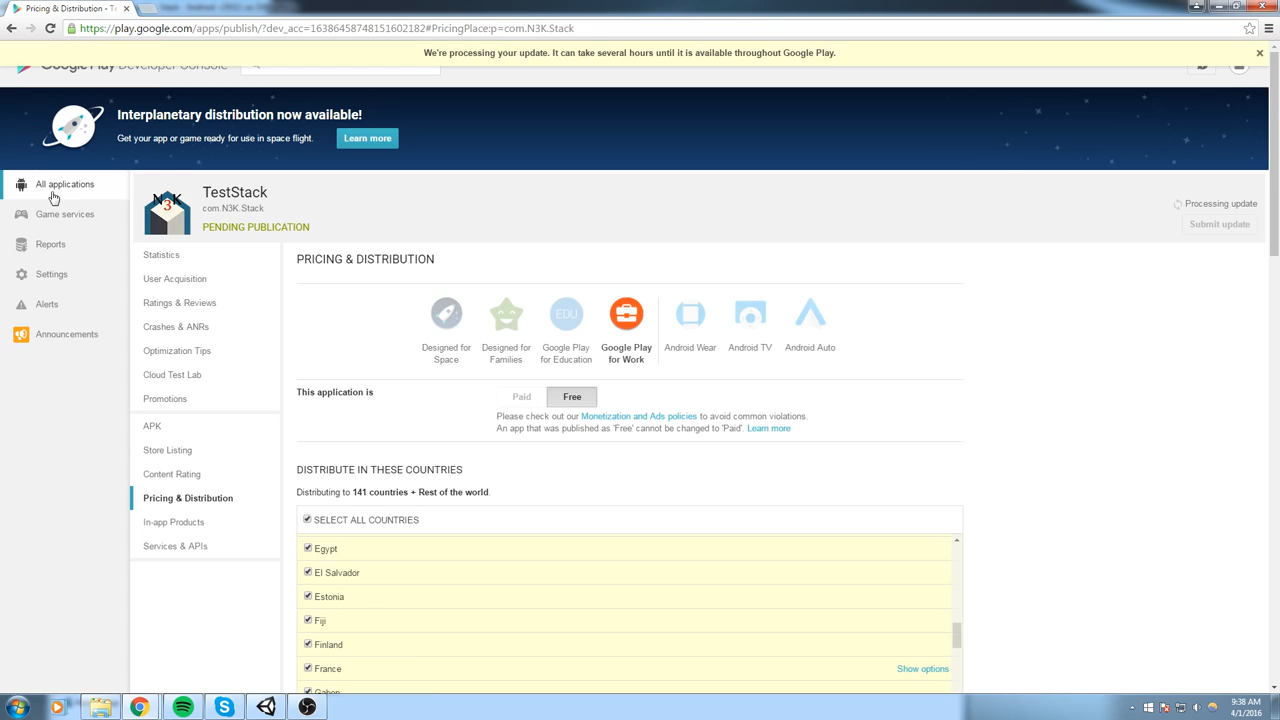 Pricing & Distribution - T
https://play.google.com/apps/publish/?dev_acc=16386458748151602182#PricingPlace:p=com.N3K.Stack
We're processing your update. It can take several hours until it is available throughout Google Play.
Google Play Developer Console
Interplanetary distribution now available!
Get your app or game ready for use in space flight.
Learn more
All applications
Game services
Reports
Settings
Alerts
Announcements
N3K
TestStack
com.N3K.Stack
PENDING PUBLICATION
Processing update
Submit update
Statistics
User Acquisition
Ratings & Reviews
Crashes & ANRs
Optimization Tips
Cloud Test Lab
Promotions
APK
Store Listing
Content Rating
Pricing & Distribution
In-app Products
Services & APIs
PRICING & DISTRIBUTION
EDU
Designed for Space
Designed for Families
Google Play for Education
Google Play for Work
Android Wear
Android TV
Android Auto
This application is
Paid
Free
Please check out our Monetization and Ads policies to avoid common violations.
An app that was published as 'Free' cannot be changed to 'Paid'. Learn more
DISTRIBUTE IN THESE COUNTRIES
Distributing to 141 countries + Rest of the world.
SELECT ALL COUNTRIES
Egypt
El Salvador
Estonia
Fiji
Finland
France
Show options
Gabon
9:38 AM
4/1/2016